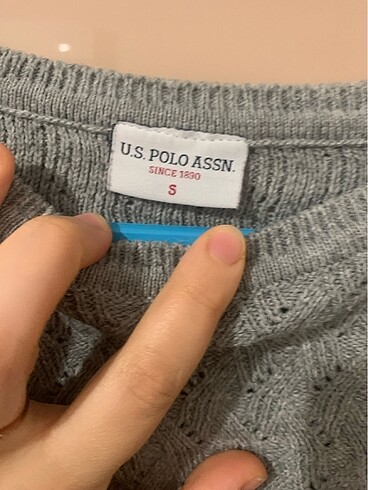 U.S. POLO ASSN.
SINCE 1890
S